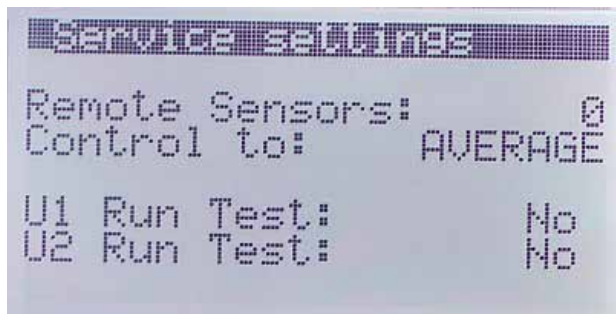 Service settings
Remote Sensors: 0
Control to: AVERAGE
U1 Run Test: No
U2 Run Test: No